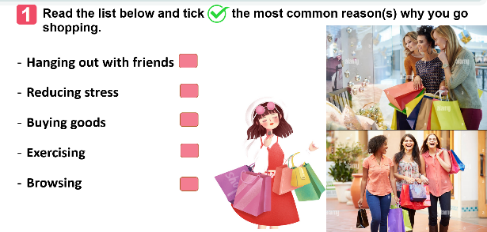 1 Read the list below and tick the most common reason(s) why you go
shopping.
- Hanging out with friends
- Reducing stress
- Buying goods
- Exercising
- Browsing